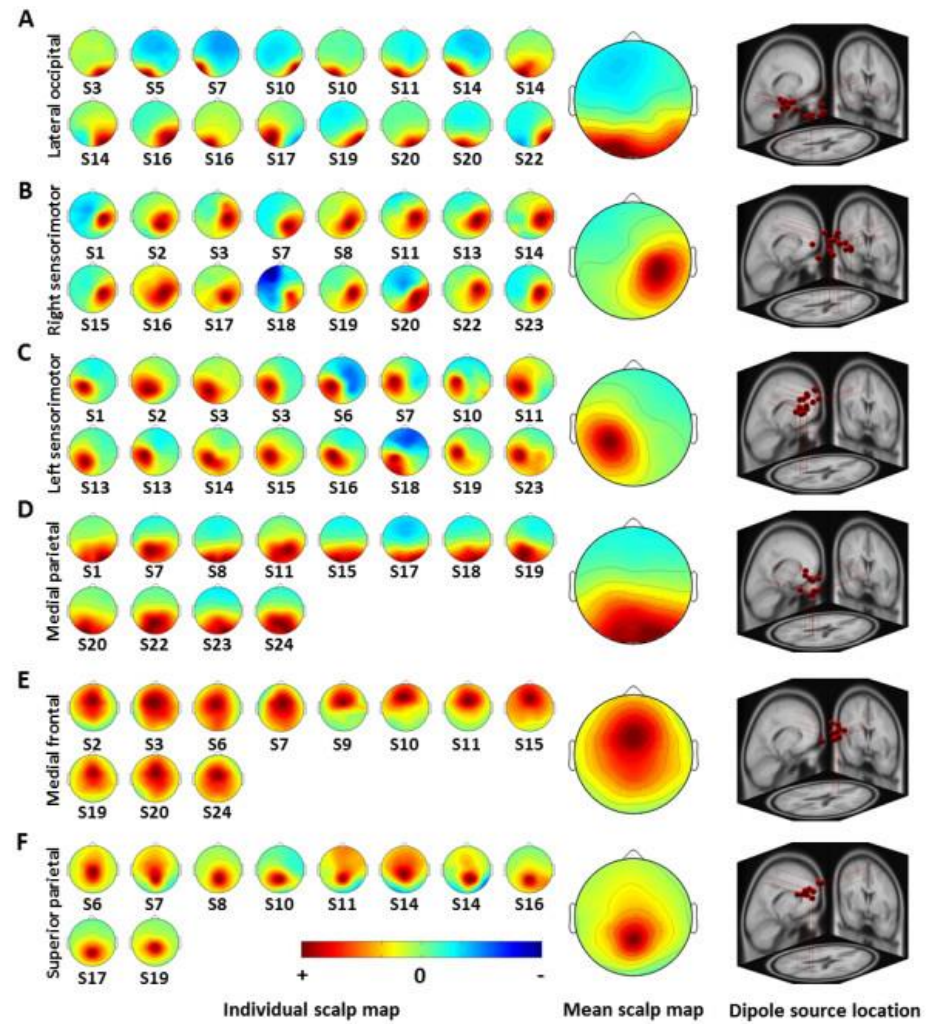 A
Lateral occipital
S3 S5 S7 S10 S10 S11 S14 S14
S14 S16 S16 S17 S19 S20 S20 S22
B
Right sensorimotor
S1 S2 S3 S7 S8 S11 S13 S14
S15 S16 S17 S18 S19 S20 S22 S23
C
Left sensorimotor
S1 S2 S3 S3 S6 S7 S10 S11
S13 S13 S14 S15 S16 S18 S19 S23
D
Medial parietal
S1 S7 S8 S11 S15 S17 S18 S19
S20 S22 S23 S24
E
Medial frontal
S2 S3 S6 S7 S9 S10 S11 S15
S19 S20 S24
F
Superior parietal
S6 S7 S8 S10 S11 S14 S14 S16
S17 S19
+ 0 -
Individual scalp map Mean scalp map Dipole source location